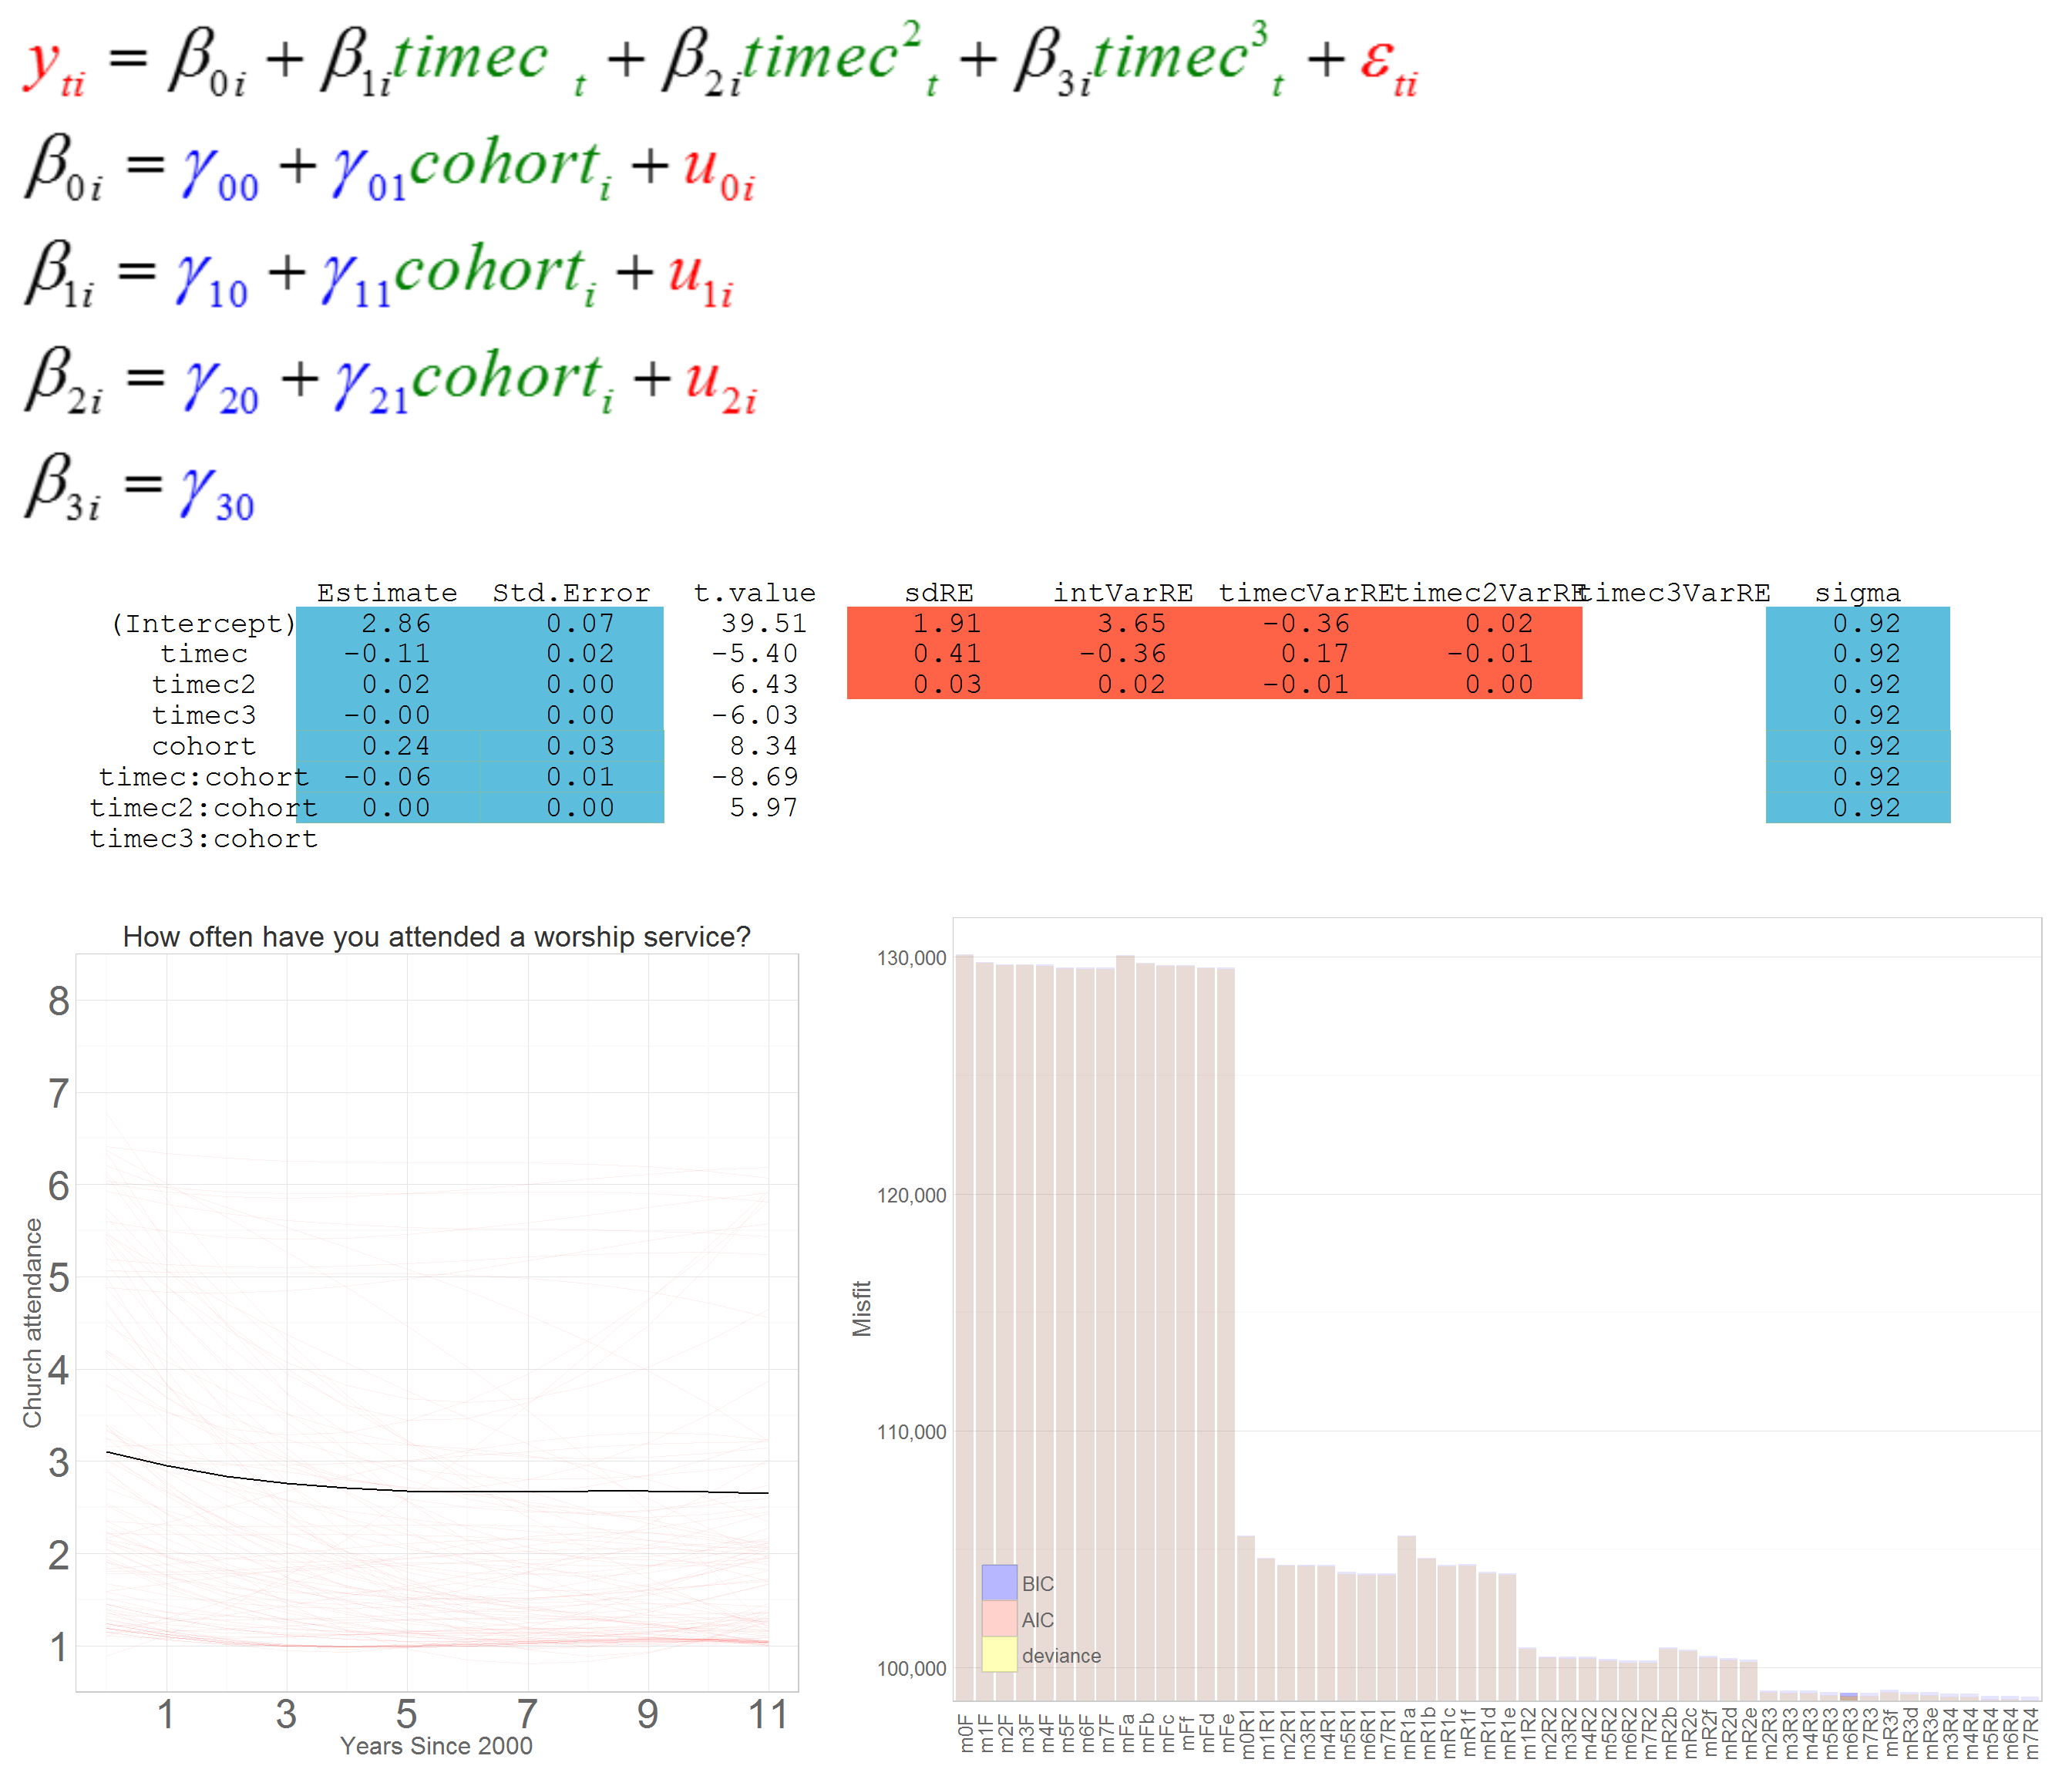 y_ti = β_0i + β_1i timec_t + β_2i timec²_t + β_3i timec³_t + ε_ti
β_0i = γ_00 + γ_01 cohort_i + u_0i
β_1i = γ_10 + γ_11 cohort_i + u_1i
β_2i = γ_20 + γ_21 cohort_i + u_2i
β_3i = γ_30
Estimate Std.Error t.value sdRE intVarRE timecVarRE timec2VarRE timec3VarRE sigma
(Intercept) 2.86 0.07 39.51 1.91 3.65 -0.36 0.02 0.92
timec -0.11 0.02 -5.40 0.41 -0.36 0.17 -0.01 0.92
timec2 0.02 0.00 6.43 0.03 0.02 -0.01 0.00 0.92
timec3 -0.00 0.00 -6.03 0.92
cohort 0.24 0.03 8.34 0.92
timec:cohort -0.06 0.01 -8.69 0.92
timec2:cohort 0.00 0.00 5.97 0.92
timec3:cohort
How often have you attended a worship service?
Church attendance
8
7
6
5
4
3
2
1
1 3 5 7 9 11
Years Since 2000
Misfit
130,000
120,000
110,000
100,000
BIC
AIC
deviance
m0F m1F m2F m3F m4F m5F m6F m7F mFa mFb mFc mFf mFd mFe m0R1 m1R1 m2R1 m3R1 m4R1 m5R1 m6R1 m7R1 mR1a mR1b mR1c mR1f mR1d mR1e m1R2 m2R2 m3R2 m4R2 m5R2 m6R2 m7R2 mR2b mR2c mR2f mR2d mR2e m2R3 m3R3 m4R3 m5R3 m6R3 m7R3 mR3f mR3d mR3e m3R4 m4R4 m5R4 m6R4 m7R4